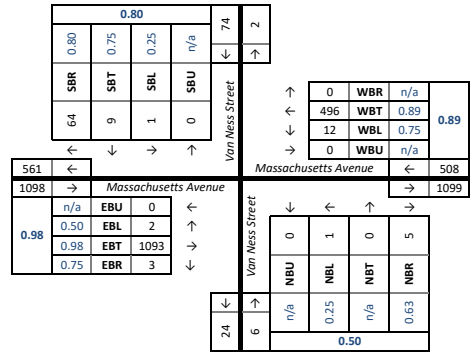 0.80
0.80 0.75 0.25 n/a
SBR SBT SBL SBU
64 9 1 0
← ↓ → ↑
74 2
↓ ↑
Van Ness Street
↑ 0 WBR n/a
← 496 WBT 0.89
↓ 12 WBL 0.75
→ 0 WBU n/a
0.89
561 ← Massachusetts Avenue ← 508
1098 → Massachusetts Avenue → 1099
0.98
n/a EBU 0 ←
0.50 EBL 2 ↑
0.98 EBT 1093 →
0.75 EBR 3 ↓
Van Ness Street
↓ ↑
24 6
↓ ← ↑ →
0 1 0 5
NBU NBL NBT NBR
n/a 0.25 n/a 0.63
0.50